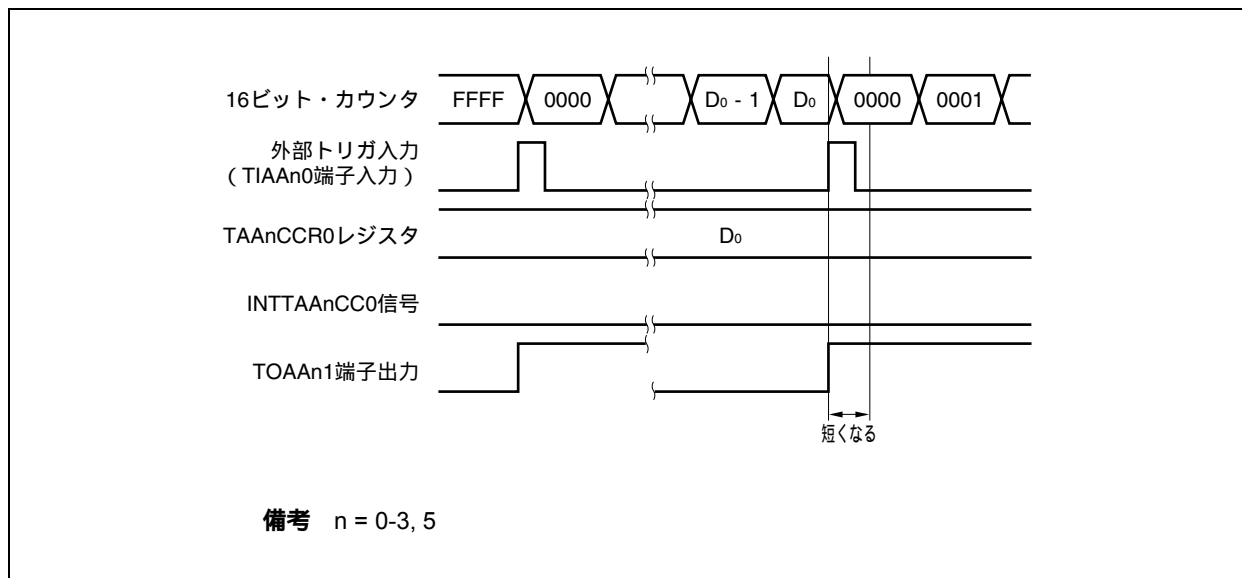 16ビット・カウンタ FFFF 0000 D0 - 1 D0 0000 0001
外部トリガ入力
(TIAAn0端子入力)
TAAnCCR0レジスタ D0
INTTAAnCC0信号
TOAAn1端子出力
短くなる
備考 n = 0-3, 5